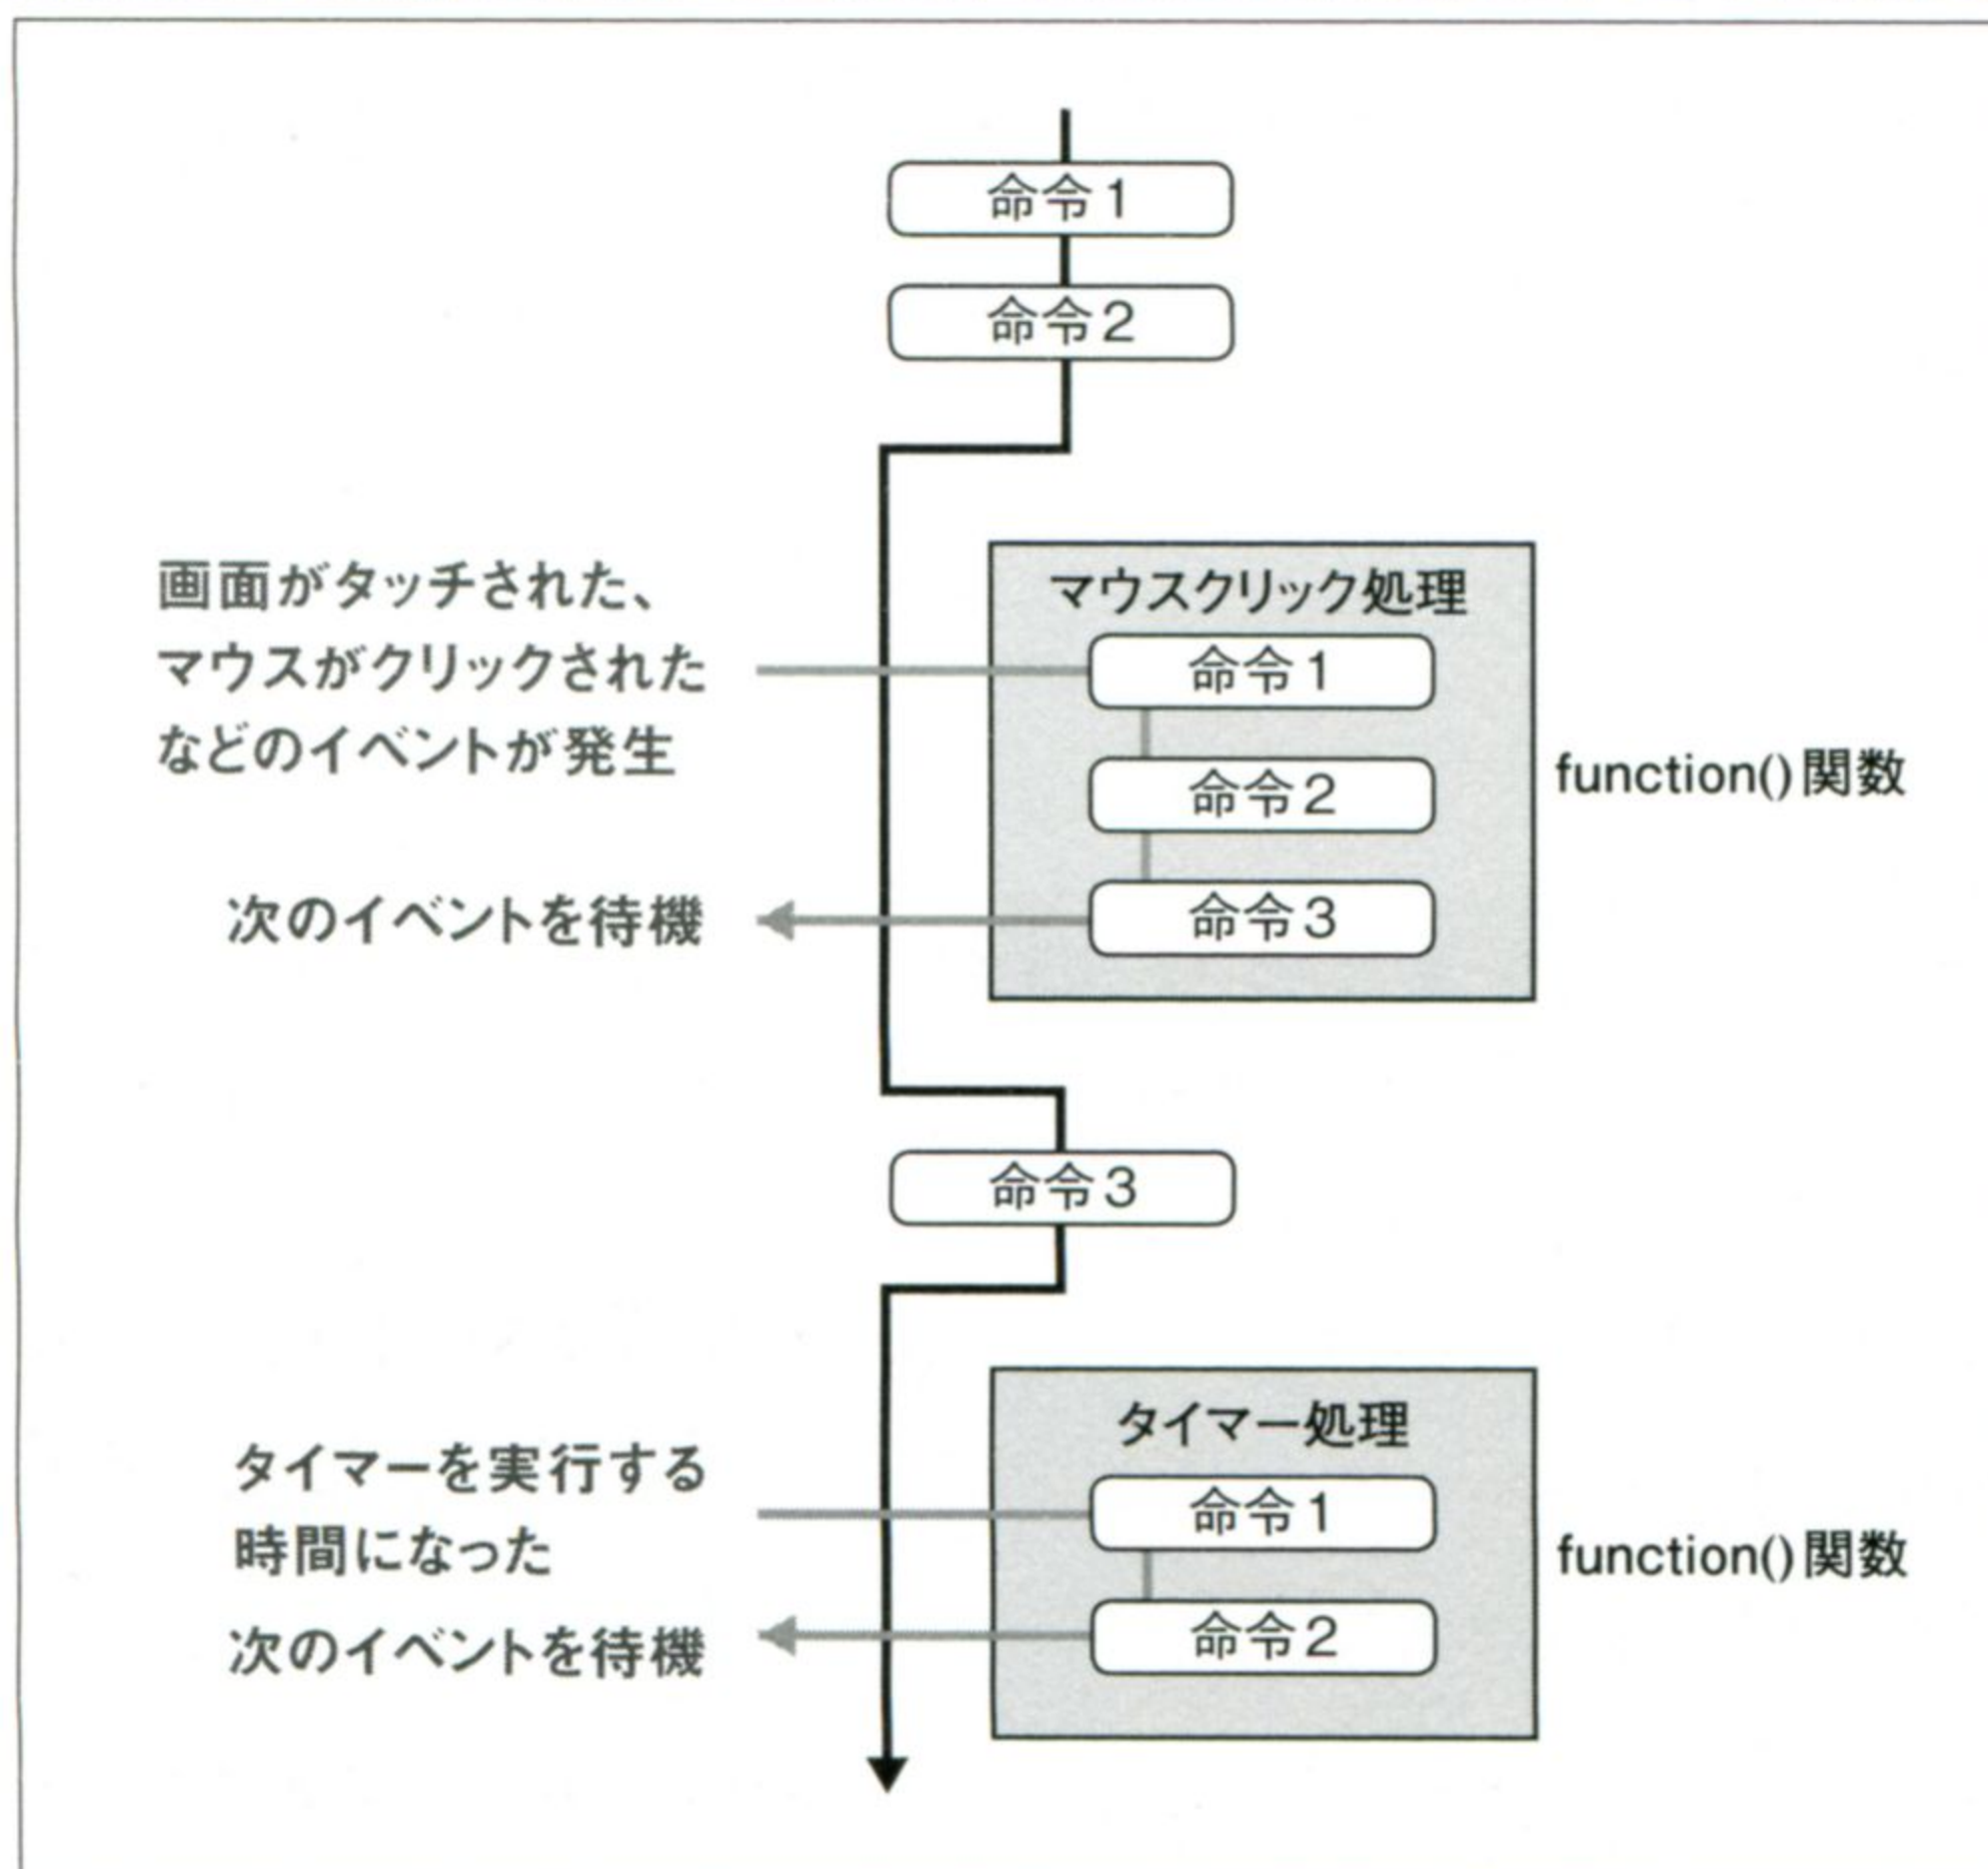 命令1
命令2
画面がタッチされた、
マウスがクリックされた
などのイベントが発生
次のイベントを待機
マウスクリック処理
命令1
命令2
命令3
function()関数
命令3
タイマーを実行する
時間になった
次のイベントを待機
タイマー処理
命令1
命令2
function()関数